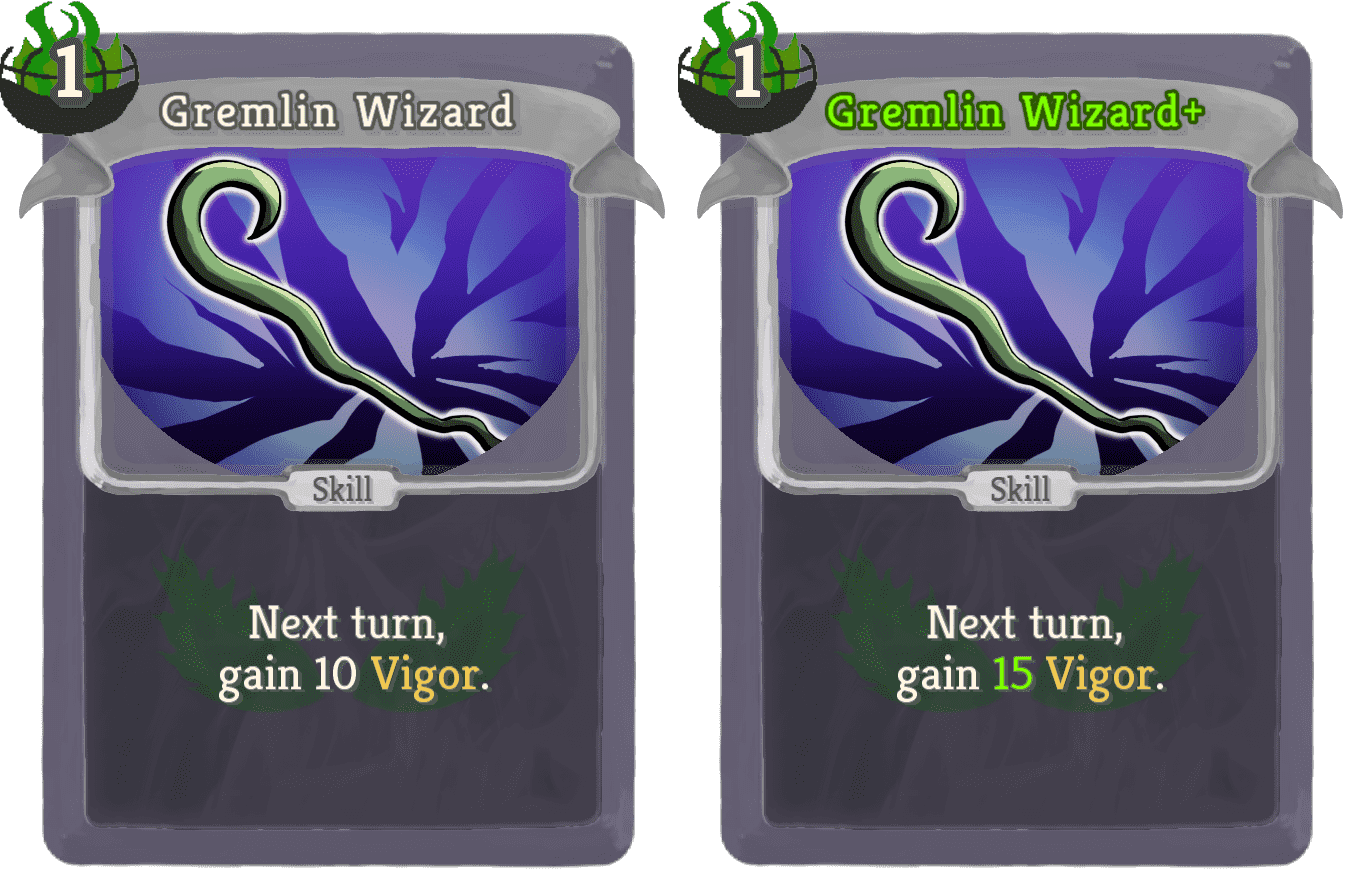 1
Gremlin Wizard
Skill
Next turn,
gain 10 Vigor.
1
Gremlin Wizard+
Skill
Next turn,
gain 15 Vigor.